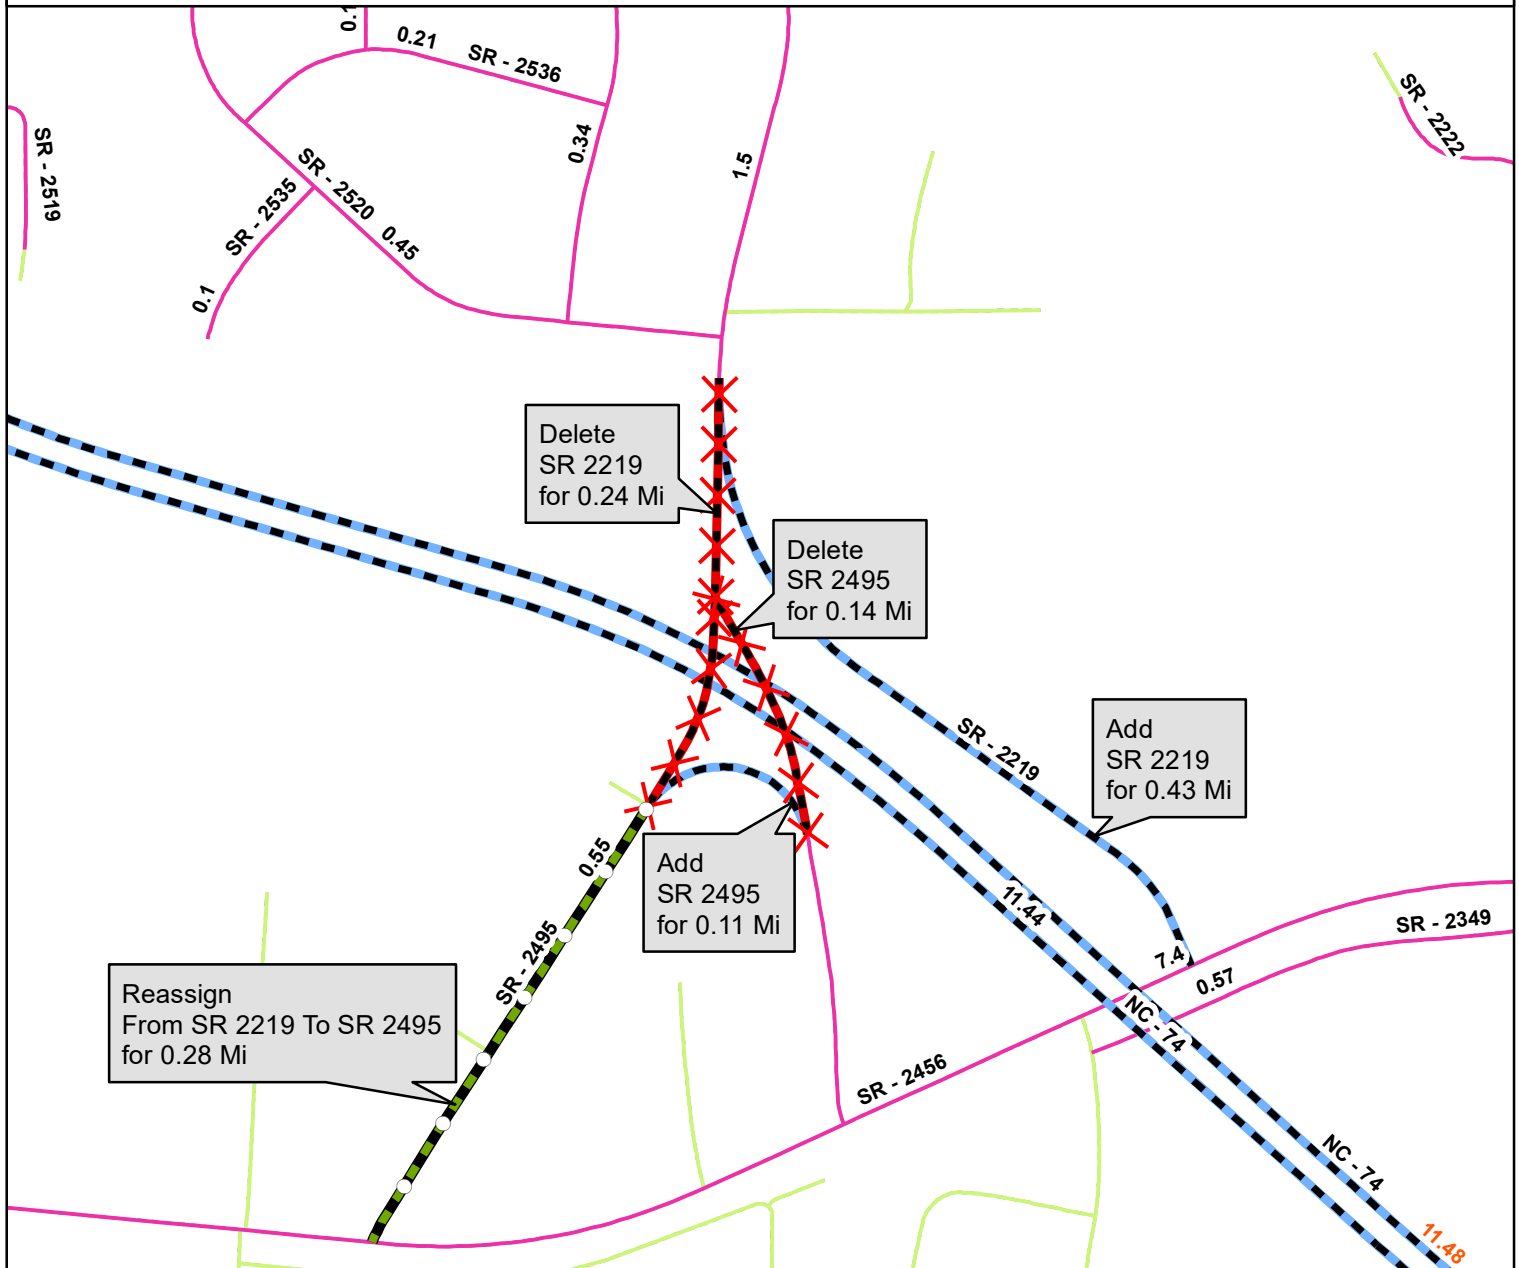 0.1
0.21
SR - 2536
SR - 2519
SR - 2520
0.45
SR - 2535
0.1
0.34
1.5
SR - 2222
Delete
SR 2219
for 0.24 Mi
Delete
SR 2495
for 0.14 Mi
SR - 2219
Add
SR 2219
for 0.43 Mi
0.55
SR - 2495
Add
SR 2495
for 0.11 Mi
11.44
SR - 2349
7.4
0.57
Reassign
From SR 2219 To SR 2495
for 0.28 Mi
NC - 74
SR - 2456
NC - 74
11.48